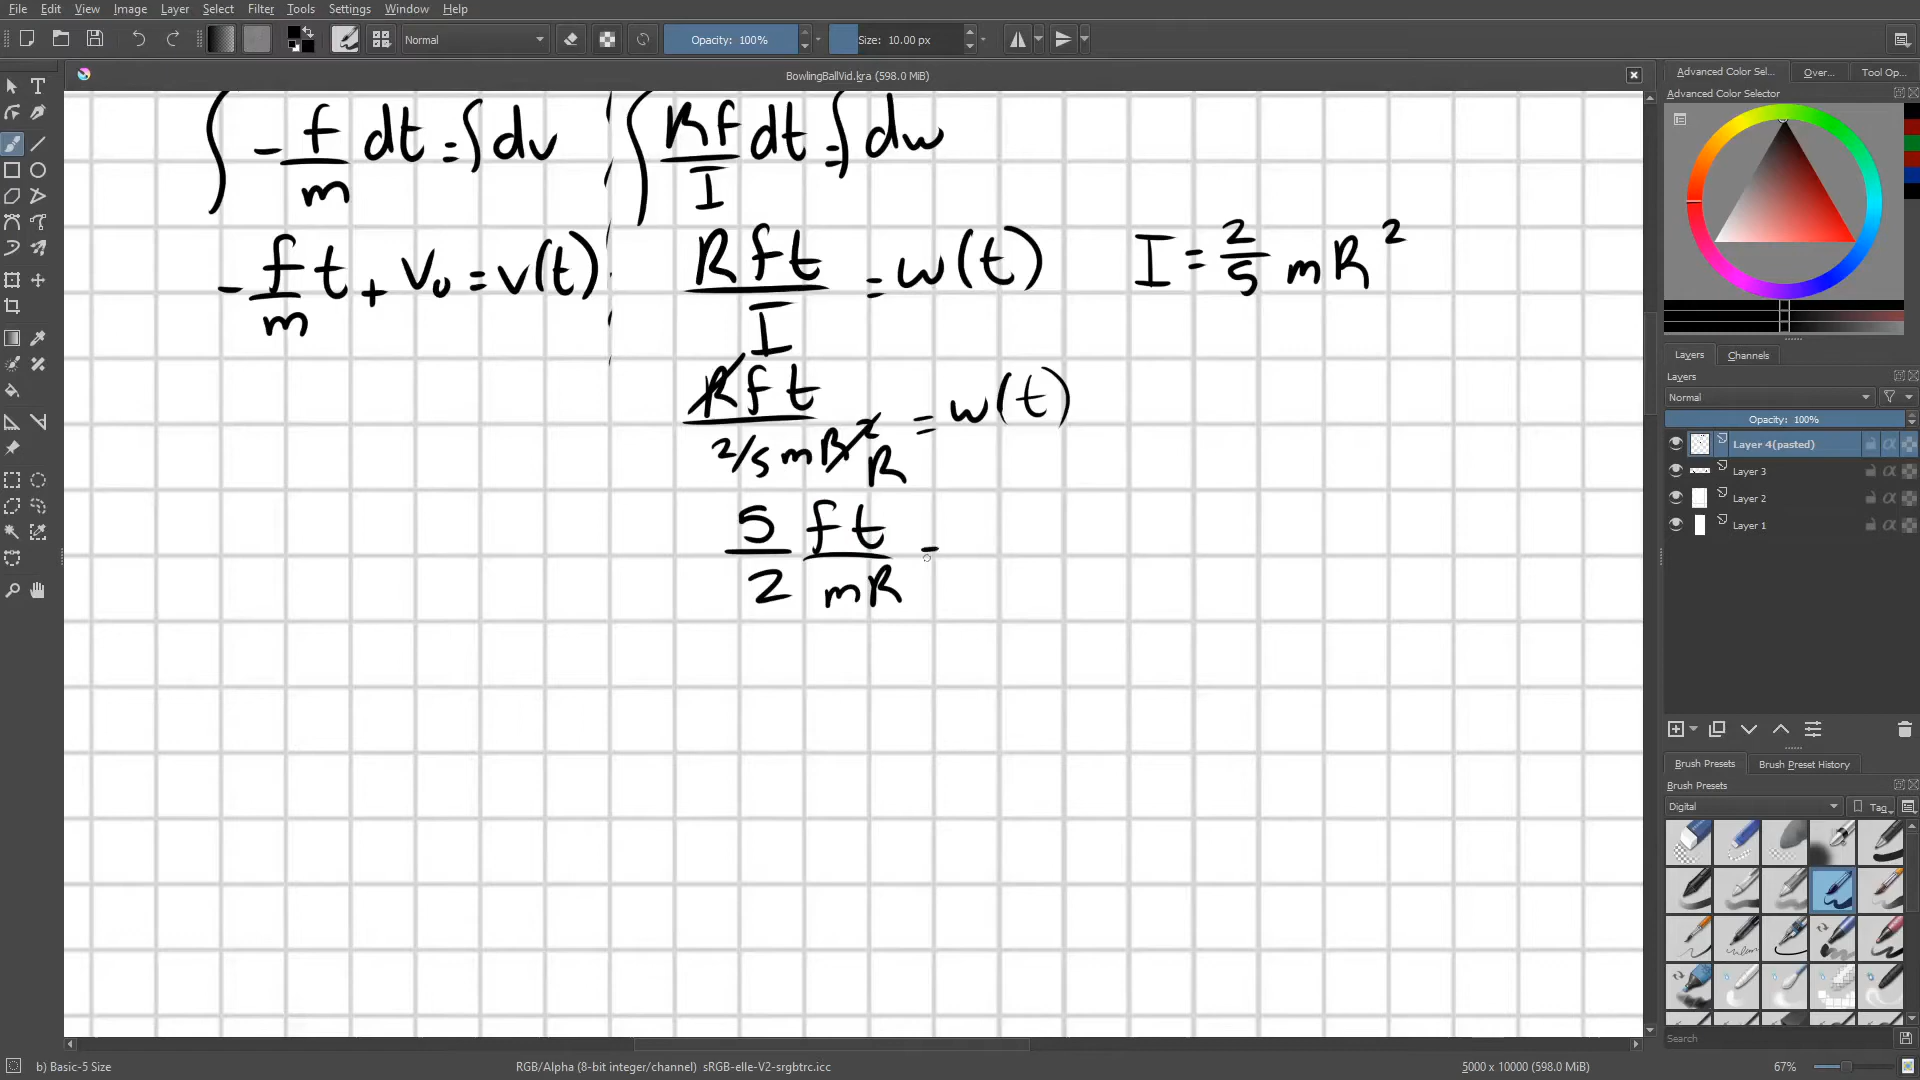 File Edit View Image Layer Select Filter Tools Settings Window Help
Normal Opacity: 100% Size: 10.00 px
BowlingBallVid.kra (598.0 MiB)
Advanced Color Sel... Over... Tool Op...
Advanced Color Selector
∫ -f/m dt = ∫ dv
∫ Rf/I dt = ∫ dw
-f/m t + v₀ = v(t)
Rft/I = w(t)
I = 2/5 mR²
Rft / 2/5 mR² R = w(t)
5/2 ft/mR =
Layers Channels
Layers
Normal
Opacity: 100%
Layer 4(pasted)
Layer 3
Layer 2
Layer 1
Brush Presets Brush Preset History
Brush Presets
Digital Tag
Search
b) Basic-5 Size RGB/Alpha (8-bit integer/channel) sRGB-elle-V2-srgbtrc.icc 5000 x 10000 (598.0 MiB) 67%